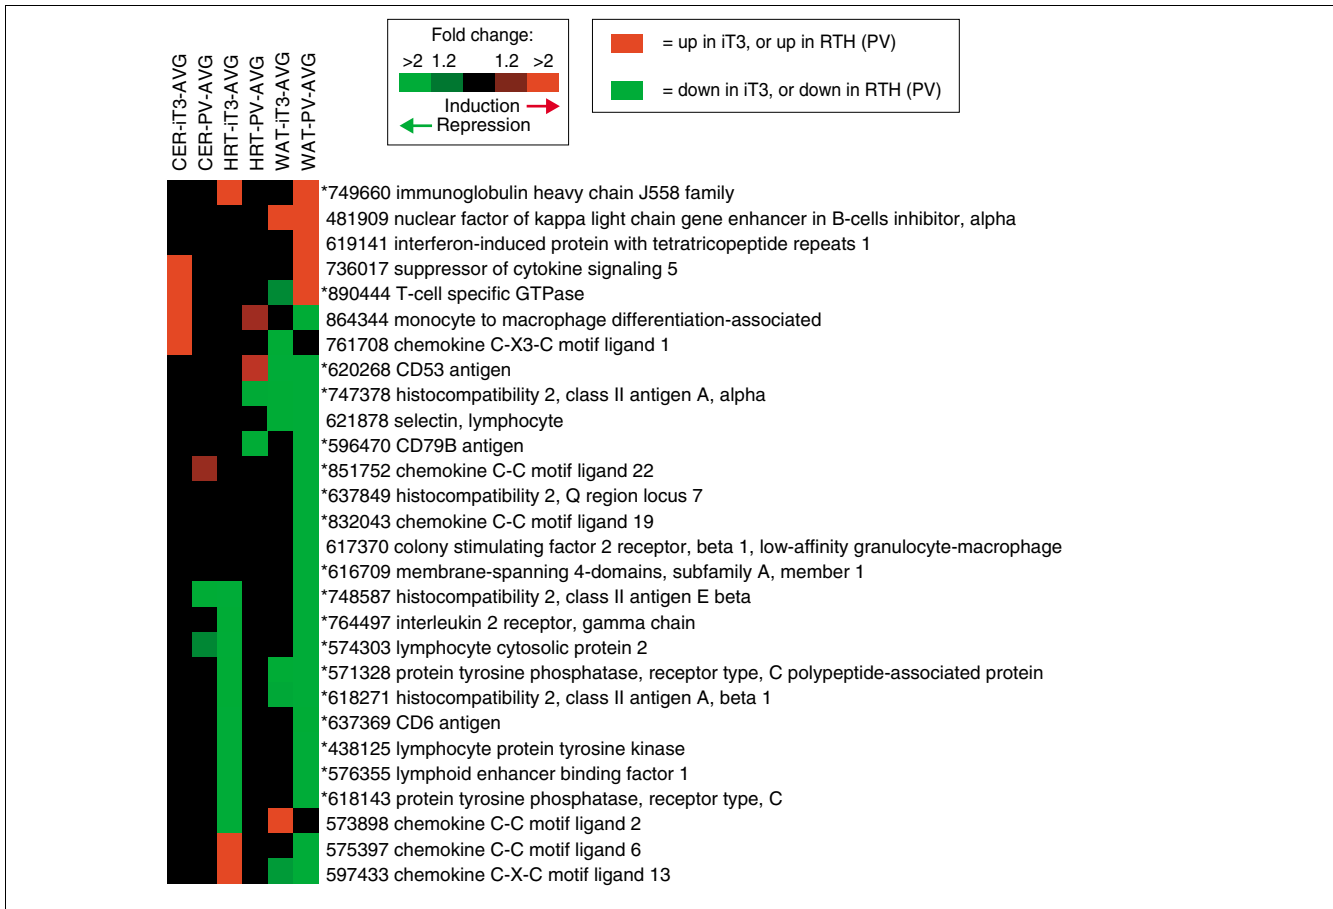 CER-iT3-AVG
CER-PV-AVG
HRT-iT3-AVG
HRT-PV-AVG
WAT-iT3-AVG
WAT-PV-AVG
Fold change:
>2 1.2 1.2 >2
Induction
Repression
= up in iT3, or up in RTH (PV)
= down in iT3, or down in RTH (PV)
*749660 immunoglobulin heavy chain J558 family
481909 nuclear factor of kappa light chain gene enhancer in B-cells inhibitor, alpha
619141 interferon-induced protein with tetratricopeptide repeats 1
736017 suppressor of cytokine signaling 5
*890444 T-cell specific GTPase
864344 monocyte to macrophage differentiation-associated
761708 chemokine C-X3-C motif ligand 1
*620268 CD53 antigen
*747378 histocompatibility 2, class II antigen A, alpha
621878 selectin, lymphocyte
*596470 CD79B antigen
*851752 chemokine C-C motif ligand 22
*637849 histocompatibility 2, Q region locus 7
*832043 chemokine C-C motif ligand 19
617370 colony stimulating factor 2 receptor, beta 1, low-affinity granulocyte-macrophage
*616709 membrane-spanning 4-domains, subfamily A, member 1
*748587 histocompatibility 2, class II antigen E beta
*764497 interleukin 2 receptor, gamma chain
*574303 lymphocyte cytosolic protein 2
*571328 protein tyrosine phosphatase, receptor type, C polypeptide-associated protein
*618271 histocompatibility 2, class II antigen A, beta 1
*637369 CD6 antigen
*438125 lymphocyte protein tyrosine kinase
*576355 lymphoid enhancer binding factor 1
*618143 protein tyrosine phosphatase, receptor type, C
573898 chemokine C-C motif ligand 2
575397 chemokine C-C motif ligand 6
597433 chemokine C-X-C motif ligand 13